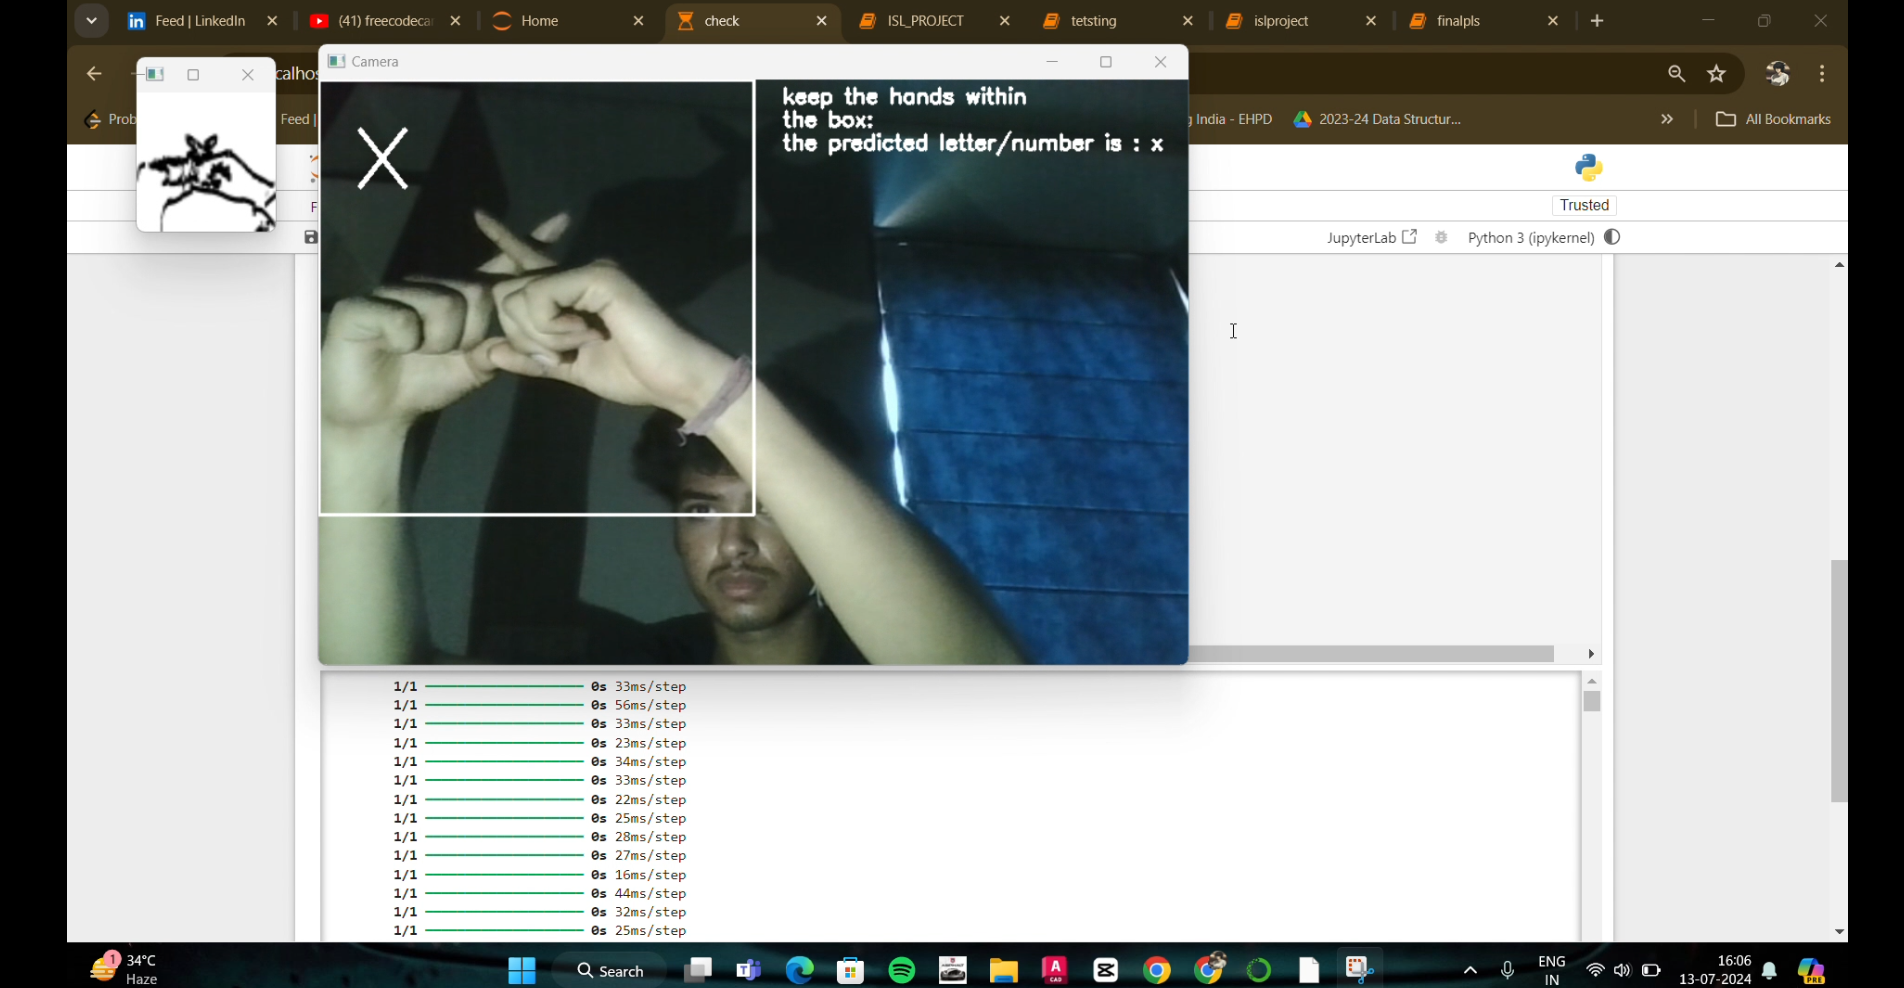 Feed | LinkedIn
(41) freecodecar
Home
check
ISL_PROJECT
tetsting
islproject
finalpls
Camera
calhos
Prob
Feed |
g India - EHPD
2023-24 Data Structur...
All Bookmarks
keep the hands within
the box:
the predicted letter/number is : x
X
F
Trusted
JupyterLab
Python 3 (ipykernel)
1/1 0s 33ms/step
1/1 0s 56ms/step
1/1 0s 33ms/step
1/1 0s 23ms/step
1/1 0s 34ms/step
1/1 0s 33ms/step
1/1 0s 22ms/step
1/1 0s 25ms/step
1/1 0s 28ms/step
1/1 0s 27ms/step
1/1 0s 16ms/step
1/1 0s 44ms/step
1/1 0s 32ms/step
1/1 0s 25ms/step
1
34°C
Haze
Search
ENG
IN
16:06
13-07-2024